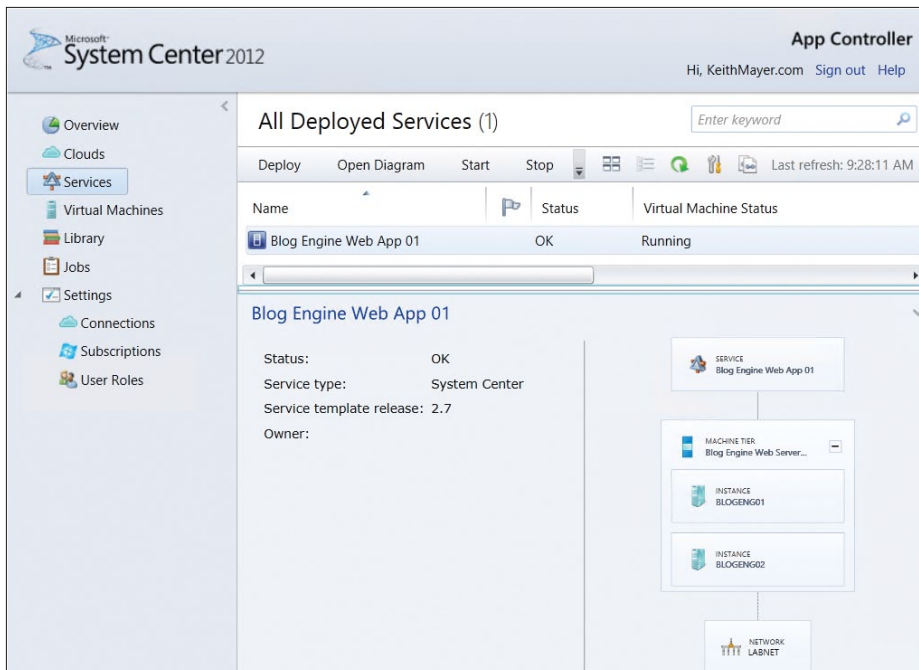 Microsoft®
System Center 2012
App Controller
Hi, KeithMayer.com Sign out Help
Overview
Clouds
Services
Virtual Machines
Library
Jobs
Settings
Connections
Subscriptions
User Roles
All Deployed Services (1)
Enter keyword
Deploy Open Diagram Start Stop Last refresh: 9:28:11 AM
Name Status Virtual Machine Status
Blog Engine Web App 01 OK Running
Blog Engine Web App 01
Status: OK
Service type: System Center
Service template release: 2.7
Owner:
SERVICE
Blog Engine Web App 01
MACHINE TIER
Blog Engine Web Server...
INSTANCE
BLOGENG01
INSTANCE
BLOGENG02
NETWORK
LABNET